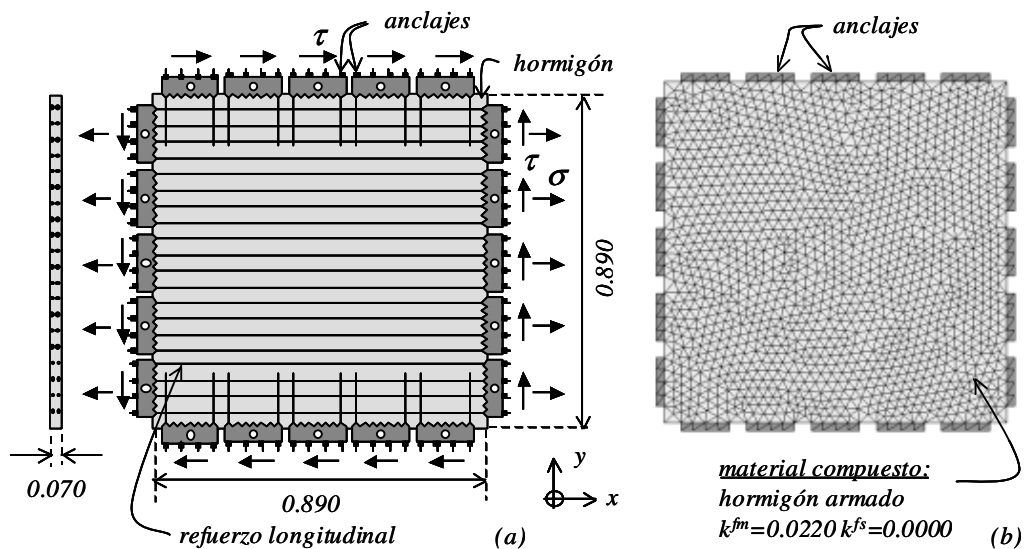 anclajes
τ
hormigón
τ
σ
0.890
0.070
0.890
y
x
refuerzo longitudinal
(a)
anclajes
material compuesto:
hormigón armado
k^fm=0.0220 k^fs=0.0000
(b)